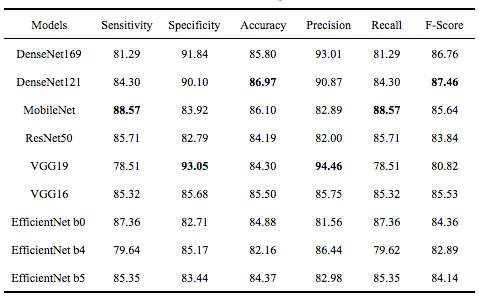 Models Sensitivity Specificity Accuracy Precision Recall F-Score
DenseNet169 81.29 91.84 85.80 93.01 81.29 86.76
DenseNet121 84.30 90.10 86.97 90.87 84.30 87.46
MobileNet 88.57 83.92 86.10 82.89 88.57 85.64
ResNet50 85.71 82.79 84.19 82.00 85.71 83.84
VGG19 78.51 93.05 84.30 94.46 78.51 80.82
VGG16 85.32 85.68 85.50 85.75 85.32 85.53
EfficientNet b0 87.36 82.71 84.88 81.56 87.36 84.36
EfficientNet b4 79.64 85.17 82.16 86.44 79.62 82.89
EfficientNet b5 85.35 83.44 84.37 82.98 85.35 84.14